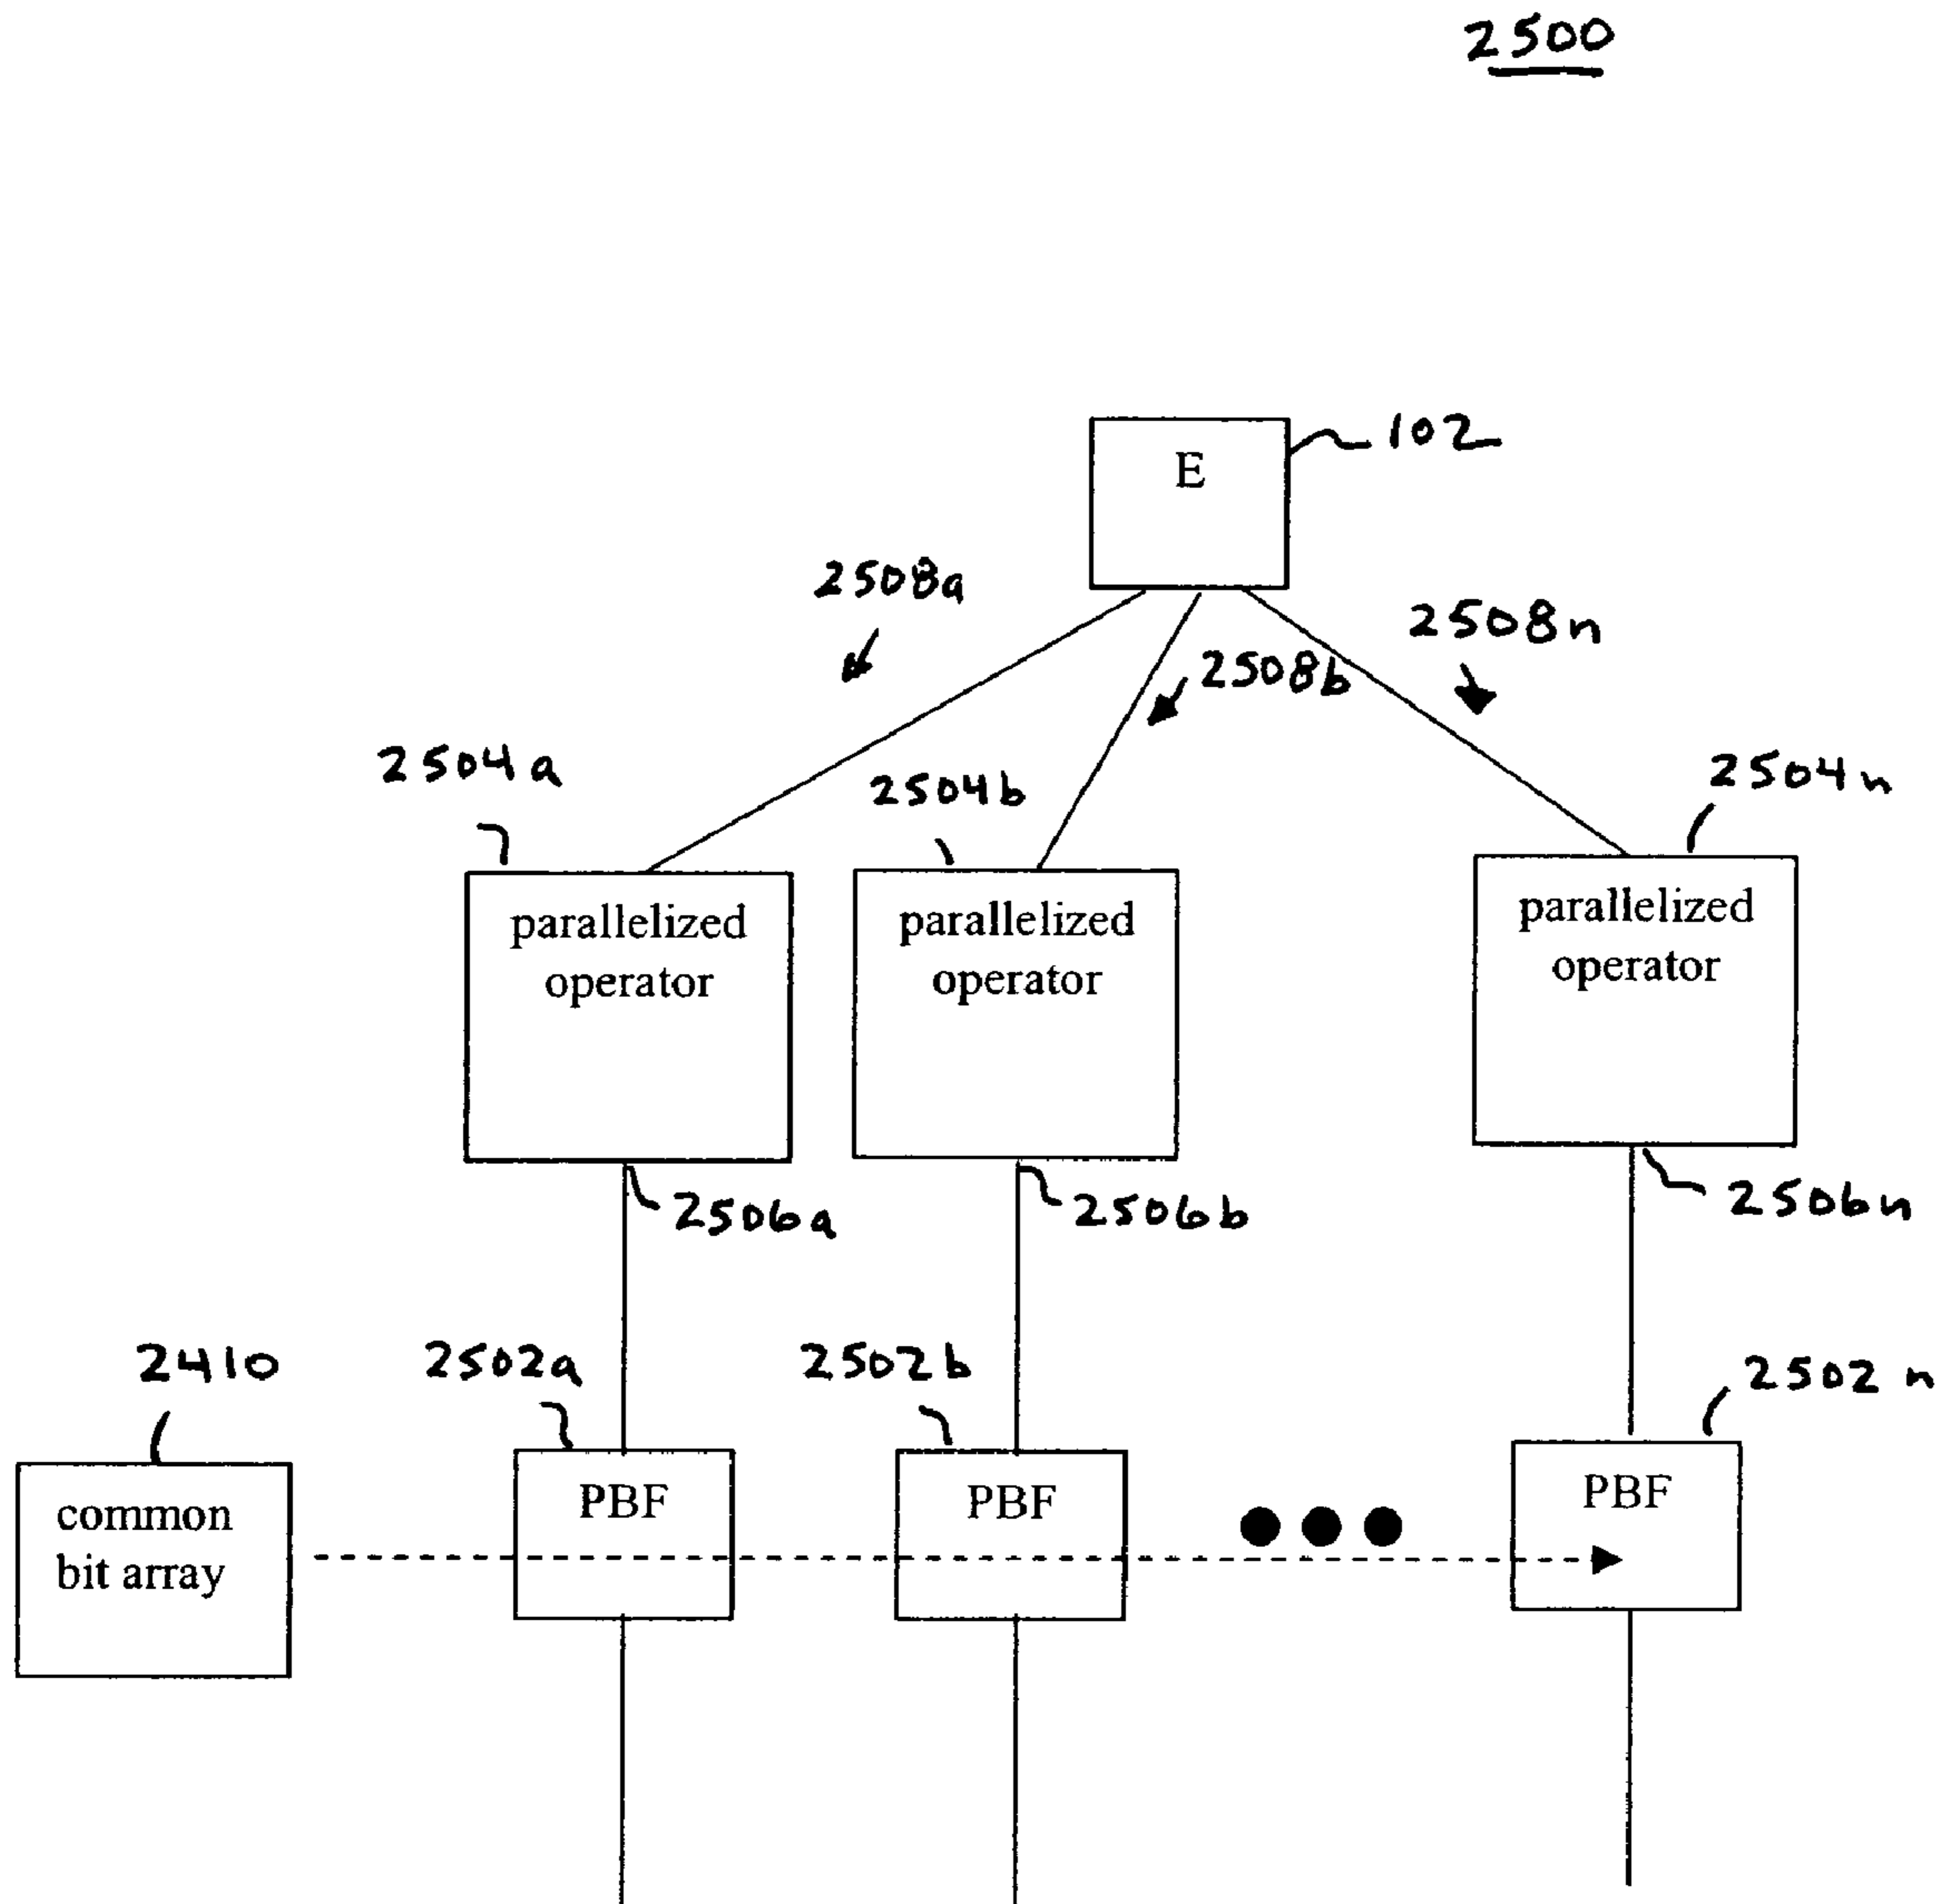 2500
102
E
2508a
2508n
2508b
2504a
2504b
2504n
parallelized
operator
parallelized
operator
parallelized
operator
2506a
2506b
2506n
2410
2502a
2502b
2502n
common
bit array
PBF
PBF
PBF